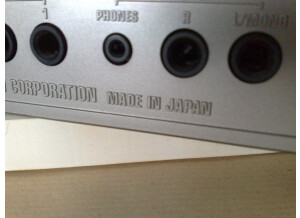 1 PHONES R L/MONO
CORPORATION MADE IN JAPAN